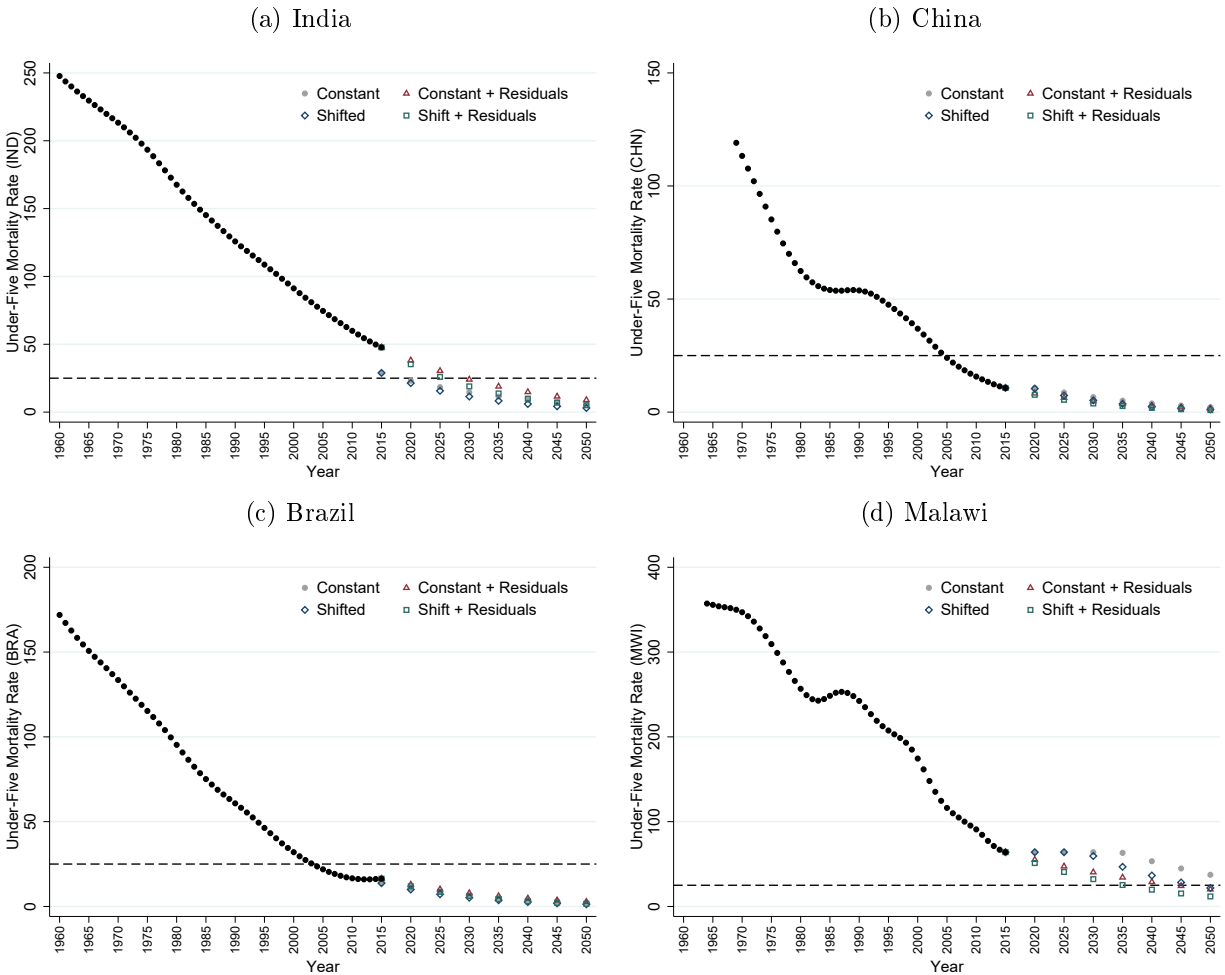 (a) India
Under-Five Mortality Rate (IND)
250
200
150
100
50
0
Constant
Constant + Residuals
Shifted
Shift + Residuals
1960 1965 1970 1975 1980 1985 1990 1995 2000 2005 2010 2015 2020 2025 2030 2035 2040 2045 2050
Year
(b) China
Under-Five Mortality Rate (CHN)
150
100
50
0
Constant
Constant + Residuals
Shifted
Shift + Residuals
1960 1965 1970 1975 1980 1985 1990 1995 2000 2005 2010 2015 2020 2025 2030 2035 2040 2045 2050
Year
(c) Brazil
Under-Five Mortality Rate (BRA)
200
150
100
50
0
Constant
Constant + Residuals
Shifted
Shift + Residuals
1960 1965 1970 1975 1980 1985 1990 1995 2000 2005 2010 2015 2020 2025 2030 2035 2040 2045 2050
Year
(d) Malawi
Under-Five Mortality Rate (MWI)
400
300
200
100
0
Constant
Constant + Residuals
Shifted
Shift + Residuals
1960 1965 1970 1975 1980 1985 1990 1995 2000 2005 2010 2015 2020 2025 2030 2035 2040 2045 2050
Year